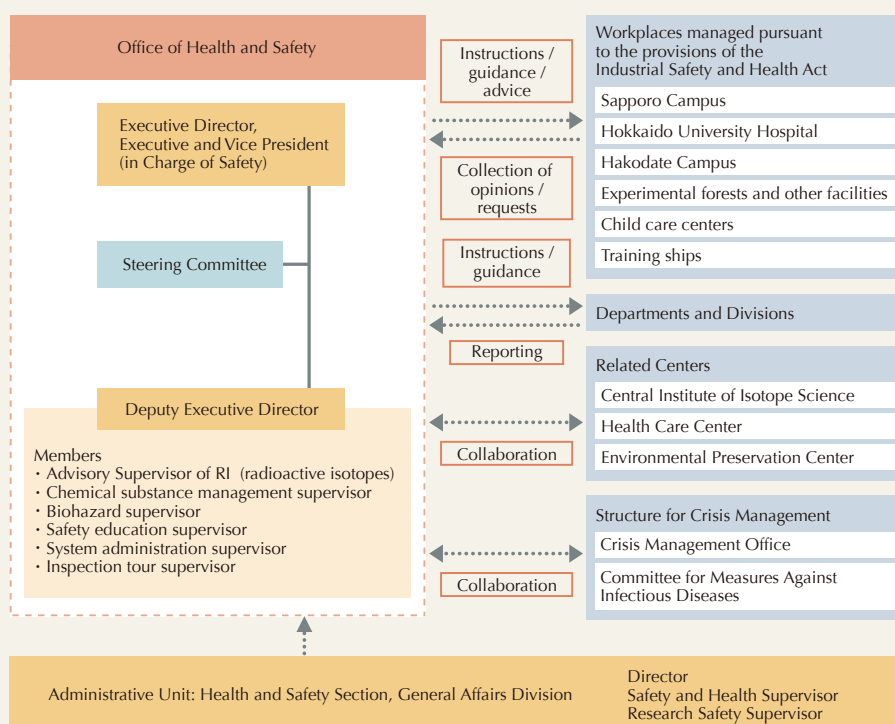 Office of Health and Safety
Executive Director,
Executive and Vice President
(in Charge of Safety)
Steering Committee
Deputy Executive Director
Members
・Advisory Supervisor of RI (radioactive isotopes)
・Chemical substance management supervisor
・Biohazard supervisor
・Safety education supervisor
・System administration supervisor
・Inspection tour supervisor
Instructions /
guidance /
advice
Collection of
opinions /
requests
Instructions /
guidance
Reporting
Collaboration
Collaboration
Workplaces managed pursuant
to the provisions of the
Industrial Safety and Health Act
Sapporo Campus
Hokkaido University Hospital
Hakodate Campus
Experimental forests and other facilities
Child care centers
Training ships
Departments and Divisions
Related Centers
Central Institute of Isotope Science
Health Care Center
Environmental Preservation Center
Structure for Crisis Management
Crisis Management Office
Committee for Measures Against
Infectious Diseases
Administrative Unit: Health and Safety Section, General Affairs Division
Director
Safety and Health Supervisor
Research Safety Supervisor